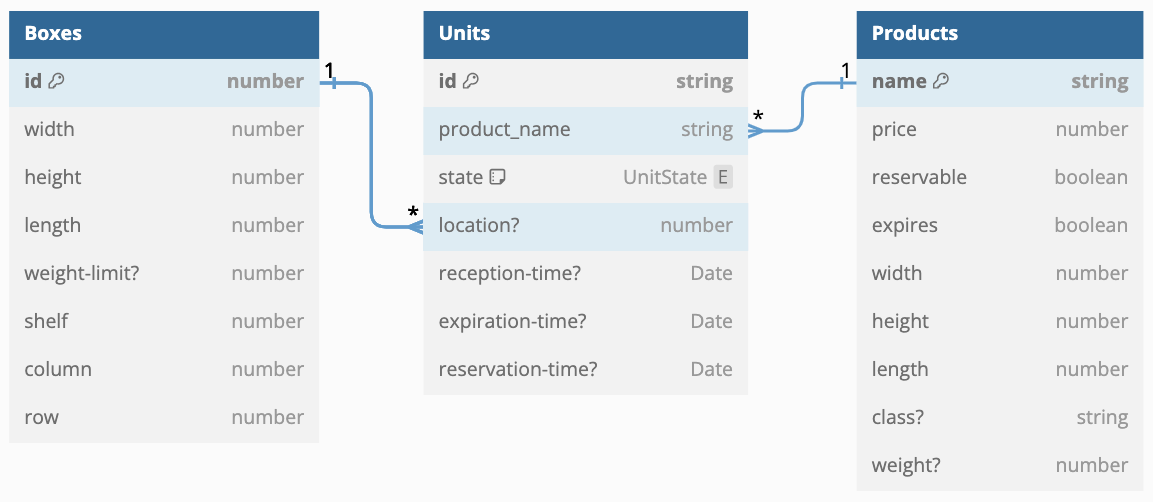 Boxes
id number
width number
height number
length number
weight-limit? number
shelf number
column number
row number
1
*
Units
id string
product_name string
state UnitState E
location? number
reception-time? Date
expiration-time? Date
reservation-time? Date
*
1
Products
name string
price number
reservable boolean
expires boolean
width number
height number
length number
class? string
weight? number